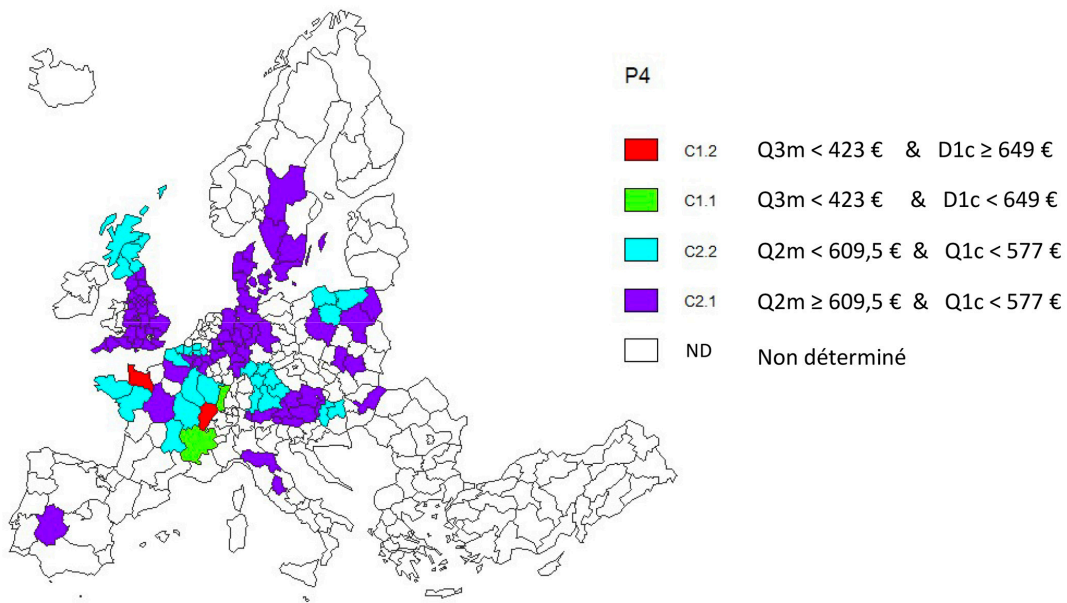 P4
C1.2 Q3m < 423 € & D1c ≥ 649 €
C1.1 Q3m < 423 € & D1c < 649 €
C2.2 Q2m < 609,5 € & Q1c < 577 €
C2.1 Q2m ≥ 609,5 € & Q1c < 577 €
ND Non déterminé